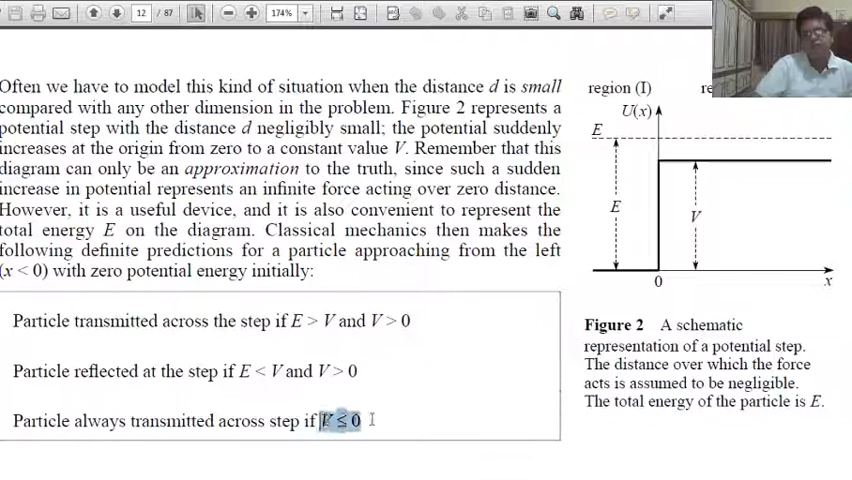 12 / 87
174%
Often we have to model this kind of situation when the distance d is small
compared with any other dimension in the problem. Figure 2 represents a
potential step with the distance d negligibly small; the potential suddenly
increases at the origin from zero to a constant value V. Remember that this
diagram can only be an approximation to the truth, since such a sudden
increase in potential represents an infinite force acting over zero distance.
However, it is a useful device, and it is also convenient to represent the
total energy E on the diagram. Classical mechanics then makes the
following definite predictions for a particle approaching from the left
(x < 0) with zero potential energy initially:
Particle transmitted across the step if E > V and V > 0
Particle reflected at the step if E < V and V > 0
Particle always transmitted across step if V ≤ 0
region (I) re
U(x)
E
E
V
0
x
Figure 2 A schematic
representation of a potential step.
The distance over which the force
acts is assumed to be negligible.
The total energy of the particle is E.